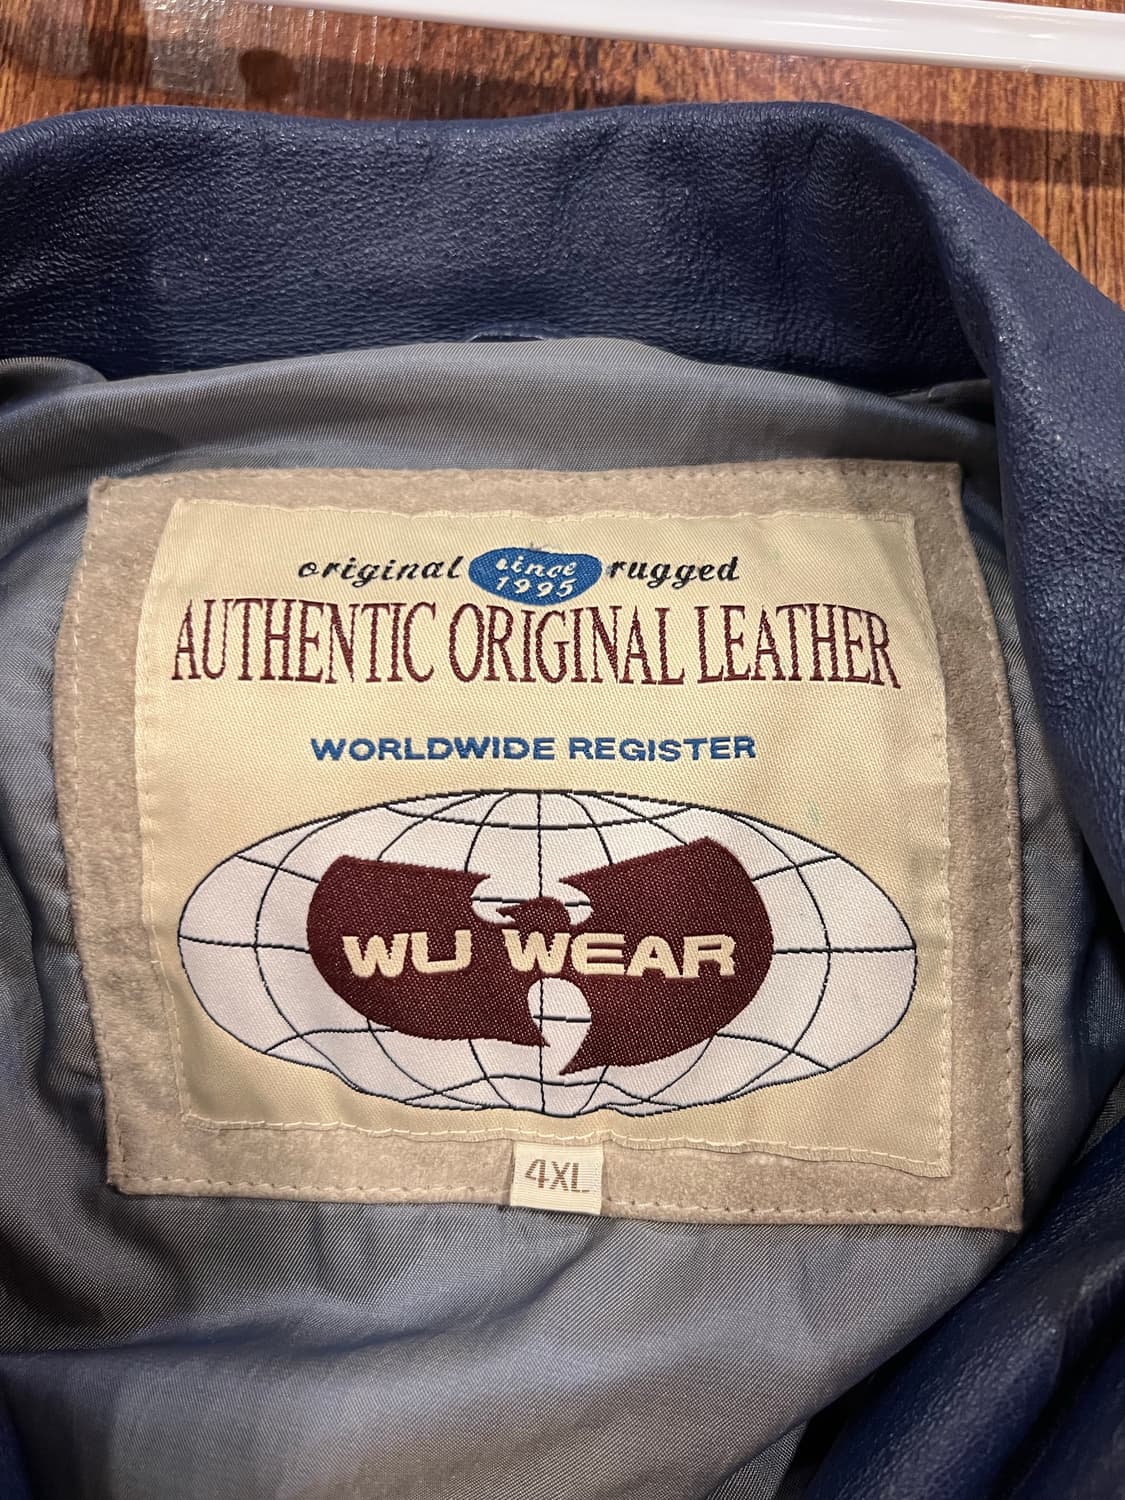 original since 1995 rugged
AUTHENTIC ORIGINAL LEATHER
WORLDWIDE REGISTER
WU WEAR
4XL